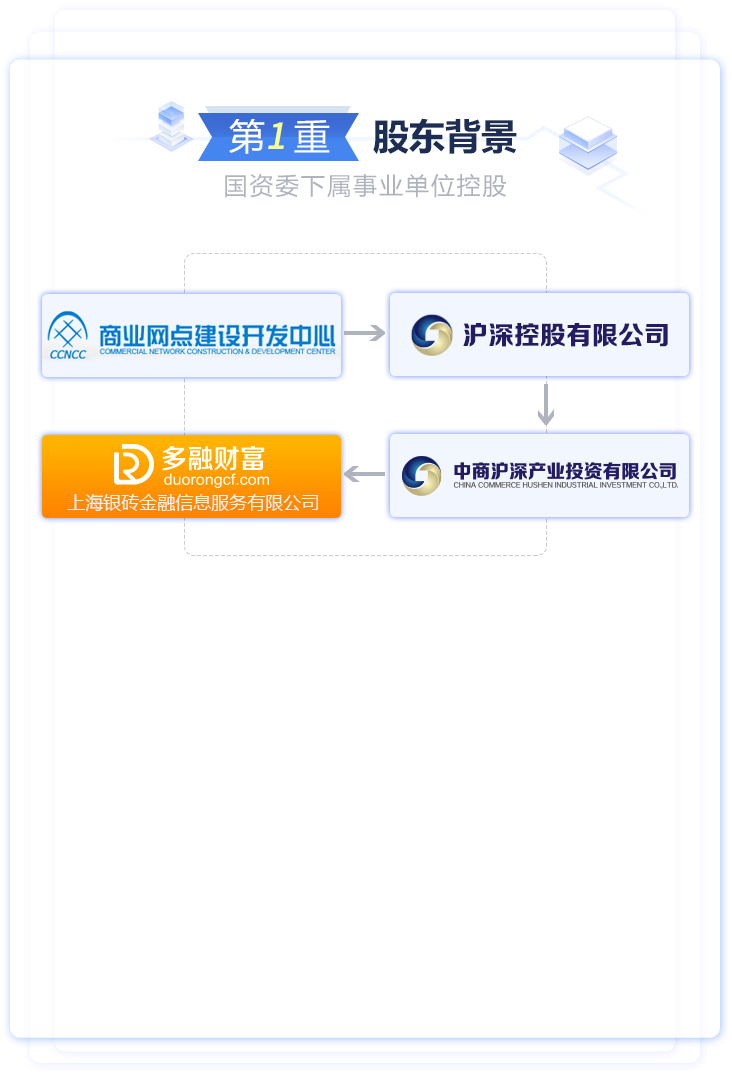 第1重 股东背景
国资委下属事业单位控股
商业网点建设开发中心
CCNCC
COMMERCIAL NETWORK CONSTRUCTION & DEVELOPMENT CENTER
沪深控股有限公司
多融财富
duorongcf.com
上海银砖金融信息服务有限公司
中商沪深产业投资有限公司
CHINA COMMERCE HUSHEN INDUSTRIAL INVESTMENT CO.,LTD.